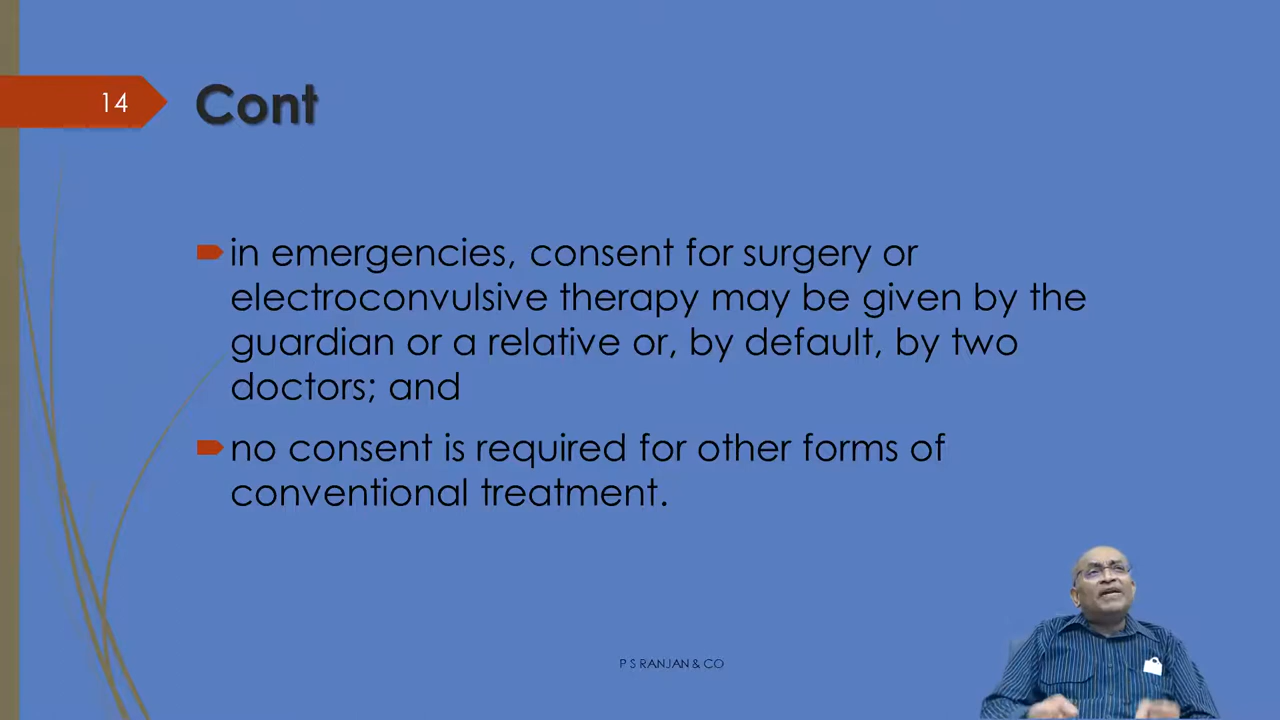 14
Cont
in emergencies, consent for surgery or
electroconvulsive therapy may be given by the
guardian or a relative or, by default, by two
doctors; and
no consent is required for other forms of
conventional treatment.
P S RANJAN & CO